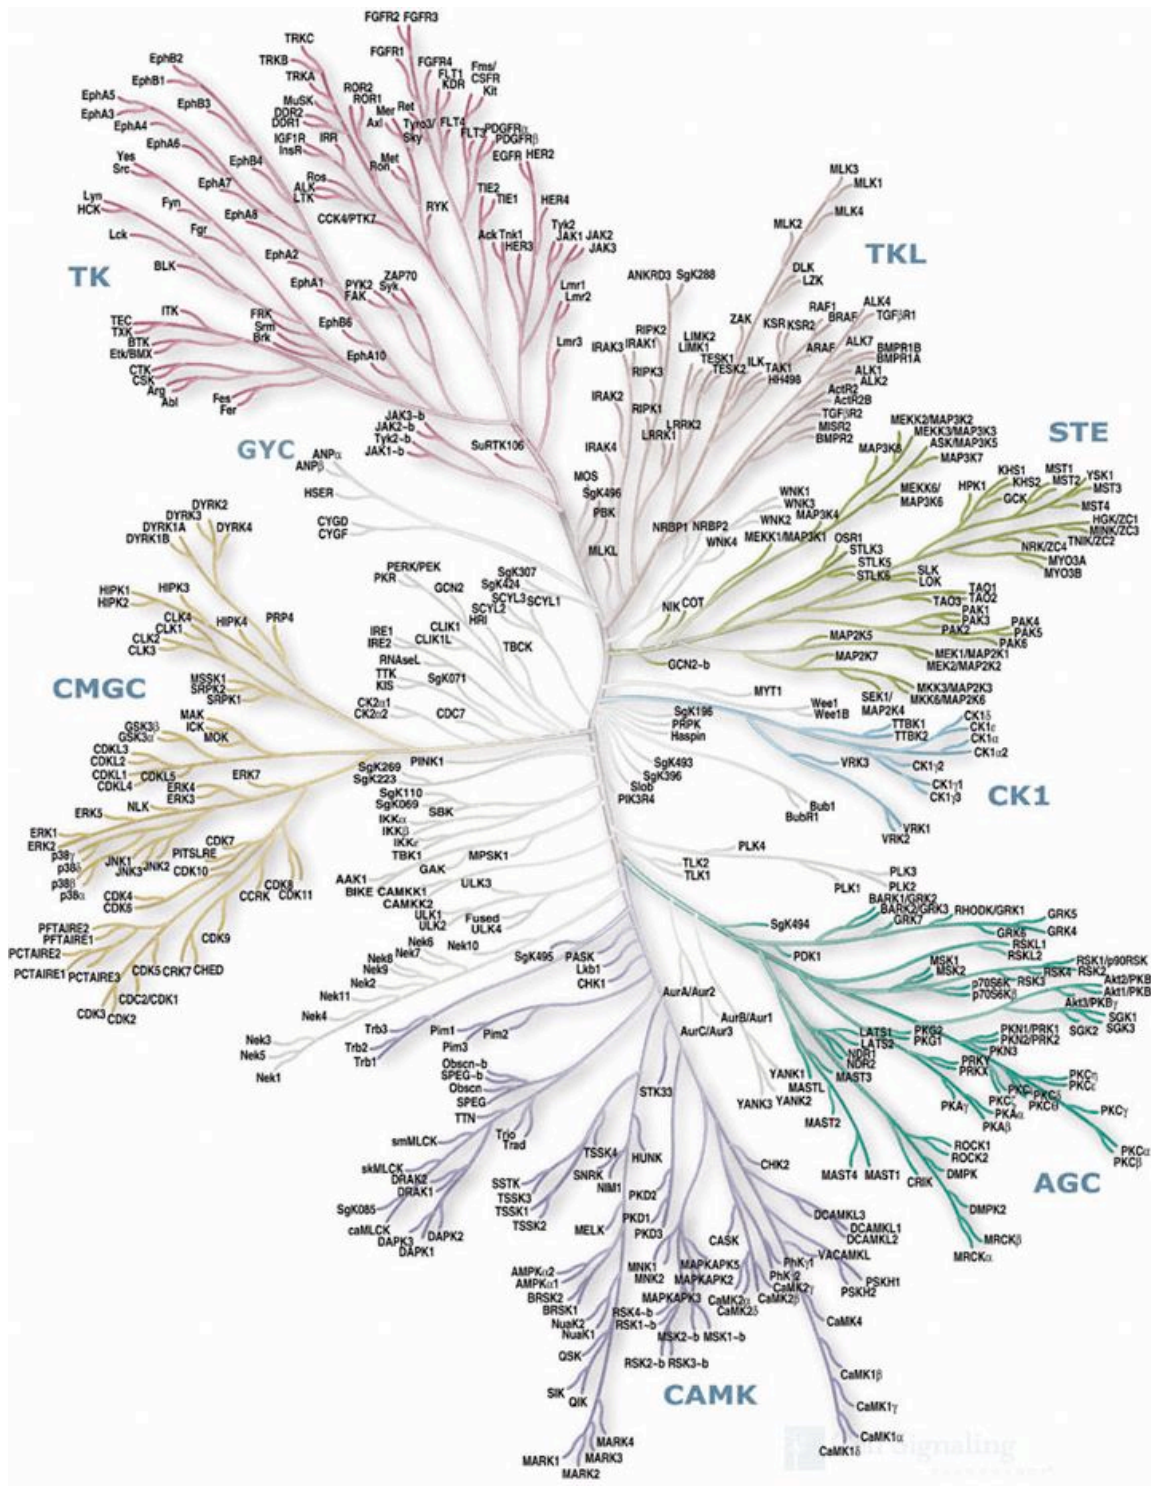 FGFR2 FGFR3
TRKC
FGFR1
EphB2
TRKB
FGFR4
Fms/
CSFR
EphB1
TRKA
FLT1
KDR
Kit
ROR2
ROR1
EphA5
EphB3
MuSK
Mer
Ret
EphA3
DDR2
DDR1
Axl
Tyro3/
Sky
FLT4
FLT3
PDGFRα
PDGFRβ
EphA4
IGF1R
IRR
InsR
EphA6
Met
Ron
EGFR
HER2
Yes
Src
EphB4
Ros
ALK
LTK
EphA7
TIE2
TIE1
HER4
Lyn
HCK
Fyn
EphA8
CCK4/PTK7
RYK
Lck
Fgr
Ack
Tnk1
HER3
Tyk2
JAK1
JAK2
JAK3
BLK
EphA2
EphA1
PYK2
FAK
ZAP70
Syk
Lmr1
Lmr2
TK
ITK
FRK
Srm
Brk
EphB6
TEC
TXK
BTK
Etk/BMX
EphA10
Lmr3
CTK
CSK
Arg
Abl
Fes
Fer
JAK3~b
JAK2~b
Tyk2~b
JAK1~b
SuRTK106
MLK3
MLK1
MLK4
MLK2
TKL
ANKRD3
SgK288
DLK
LZK
ZAK
KSR
KSR2
RAF1
BRAF
ARAF
ALK4
TGFβR1
RIPK2
IRAK3
IRAK1
LIMK2
LIMK1
TESK1
TESK2
ILK
TAK1
HH498
ALK7
BMPR1B
BMPR1A
ALK1
ALK2
RIPK3
IRAK2
RIPK1
LRRK2
LRRK1
ActR2
ActR2B
TGFβR2
MISR2
BMPR2
IRAK4
MOS
SgK496
PBK
MLKL
NRBP1
NRBP2
WNK1
WNK3
WNK2
WNK4
STE
MEKK2/MAP3K2
MEKK3/MAP3K3
ASK/MAP3K5
MAP3K8
MAP3K7
MEKK6/
MAP3K6
MAP3K4
MEKK1/MAP3K1
HPK1
KHS1
KHS2
GCK
MST1
MST2
YSK1
MST3
MST4
HGK/ZC1
MINK/ZC3
TNIK/ZC2
NRK/ZC4
MYO3A
MYO3B
OSR1
STLK3
STLK5
STLK6
SLK
LOK
TAO1
TAO2
TAO3
PAK1
PAK3
PAK2
PAK4
PAK5
PAK6
NIK
COT
MAP2K5
MAP2K7
MEK1/MAP2K1
MEK2/MAP2K2
MKK3/MAP2K3
MKK6/MAP2K6
SEK1/
MAP2K4
GCN2~b
GYC
ANPα
ANPβ
HSER
CYGD
CYGF
PERK/PEK
PKR
GCN2
SgK307
SgK424
SCYL3
SCYL2
SCYL1
HRI
CLIK1
CLIK1L
TBCK
IRE1
IRE2
RNAseL
TTK
KIS
SgK071
CK2α1
CK2α2
CDC7
MYT1
Wee1
Wee1B
SgK196
PRPK
Haspin
SgK493
SgK396
Slob
PIK3R4
TTBK1
TTBK2
CK1δ
CK1ε
CK1α
CK1α2
VRK3
CK1γ2
CK1γ1
CK1γ3
CK1
VRK1
VRK2
Bub1
BubR1
DYRK2
DYRK3
DYRK1A
DYRK1B
DYRK4
HIPK1
HIPK2
HIPK3
HIPK4
PRP4
CLK4
CLK1
CLK2
CLK3
CMGC
MSSK1
SRPK2
SRPK1
MAK
ICK
MOK
GSK3β
GSK3α
CDKL3
CDKL2
CDKL1
CDKL5
CDKL4
ERK7
ERK4
ERK3
NLK
ERK5
ERK1
ERK2
p38γ
p38δ
p38β
p38α
JNK1
JNK3
JNK2
CDK7
PITSLRE
CDK10
CDK4
CDK6
CCRK
CDK8
CDK11
PFTAIRE2
PFTAIRE1
PCTAIRE2
PCTAIRE1
PCTAIRE3
CDK9
CDK5
CRK7
CHED
CDC2/CDK1
CDK3
CDK2
PINK1
SgK269
SgK223
SgK110
SgK069
SBK
IKKα
IKKβ
IKKε
TBK1
MPSK1
GAK
AAK1
BIKE
CAMKK1
CAMKK2
ULK3
ULK1
ULK2
Fused
ULK4
Nek6
Nek7
Nek10
Nek8
Nek9
Nek2
Nek11
Nek4
Nek3
Nek5
Nek1
SgK495
PASK
Lkb1
CHK1
Trb3
Trb2
Trb1
Pim1
Pim2
Pim3
PLK4
TLK2
TLK1
PLK3
PLK1
PLK2
SgK494
BARK1/GRK2
BARK2/GRK3
RHODK/GRK1
GRK5
GRK7
GRK6
GRK4
PDK1
RSKL1
RSKL2
MSK1
MSK2
RSK1/p90RSK
RSK4
RSK2
RSK3
p70S6K
p70S6Kβ
Akt2/PKB
Akt1/PKB
Akt3/PKBγ
SGK1
SGK2
SGK3
LATS1
LATS2
NDR1
NDR2
MAST3
PKG2
PKG1
PKN1/PRK1
PKN2/PRK2
PKN3
PRKY
PRKX
PKCη
PKCε
PKCδ
PKCθ
PKCγ
PKCα
PKCβ
PKAγ
PKAα
PKAβ
AurA/Aur2
AurB/Aur1
AurC/Aur3
YANK1
YANK2
YANK3
MASTL
MAST2
MAST4
MAST1
ROCK1
ROCK2
DMPK
CRIK
DMPK2
MRCKβ
MRCKα
AGC
Obscn~b
SPEG~b
Obscn
SPEG
TTN
smMLCK
skMLCK
Trio
Trad
DRAK2
DRAK1
SgK085
caMLCK
DAPK3
DAPK2
DAPK1
STK33
TSSK4
HUNK
SNRK
NIM1
SSTK
TSSK3
TSSK1
TSSK2
MELK
PKD2
PKD1
PKD3
CHK2
CASK
DCAMKL3
DCAMKL1
DCAMKL2
VACAMKL
PhKγ1
PhKγ2
PSKH1
PSKH2
AMPKα2
AMPKα1
BRSK2
BRSK1
NuaK2
NuaK1
QSK
SIK
QIK
MARK4
MARK1
MARK3
MARK2
MNK1
MNK2
MAPKAPK5
MAPKAPK2
MAPKAPK3
CaMK2γ
CaMK2α
CaMK2β
CaMK2δ
RSK4~b
RSK1~b
MSK2~b
MSK1~b
RSK2~b
RSK3~b
CaMK4
CaMK1β
CaMK1γ
CaMK1α
CaMK1δ
CAMK
Signaling